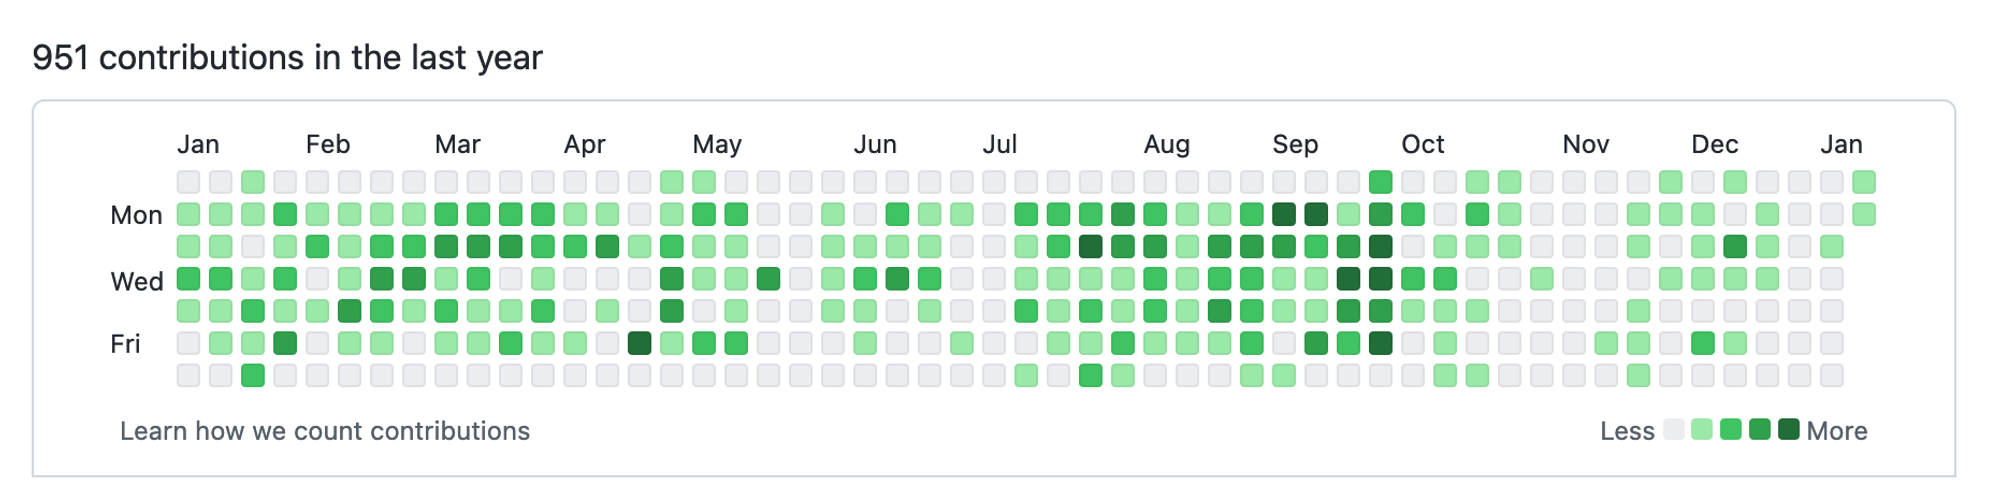 951 contributions in the last year
Jan Feb Mar Apr May Jun Jul Aug Sep Oct Nov Dec Jan
Mon
Wed
Fri
Learn how we count contributions
Less More